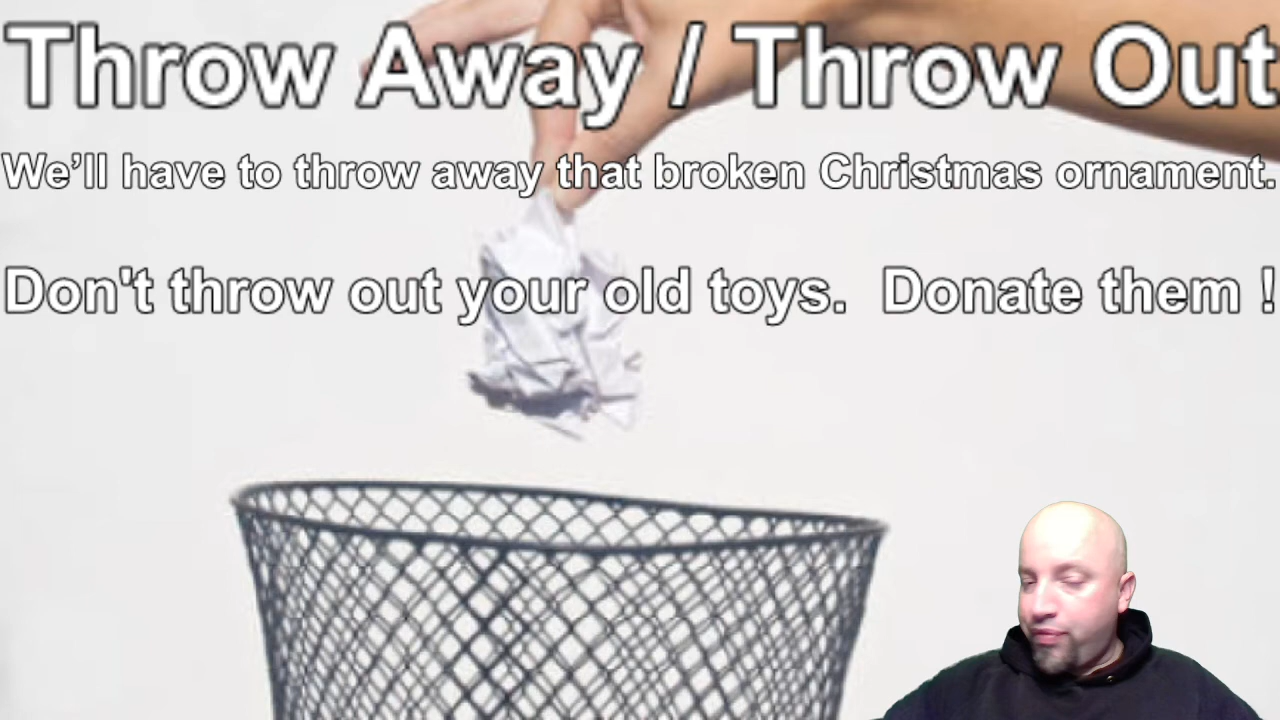 Throw Away / Throw Out
We’ll have to throw away that broken Christmas ornament.
Don't throw out your old toys.  Donate them !